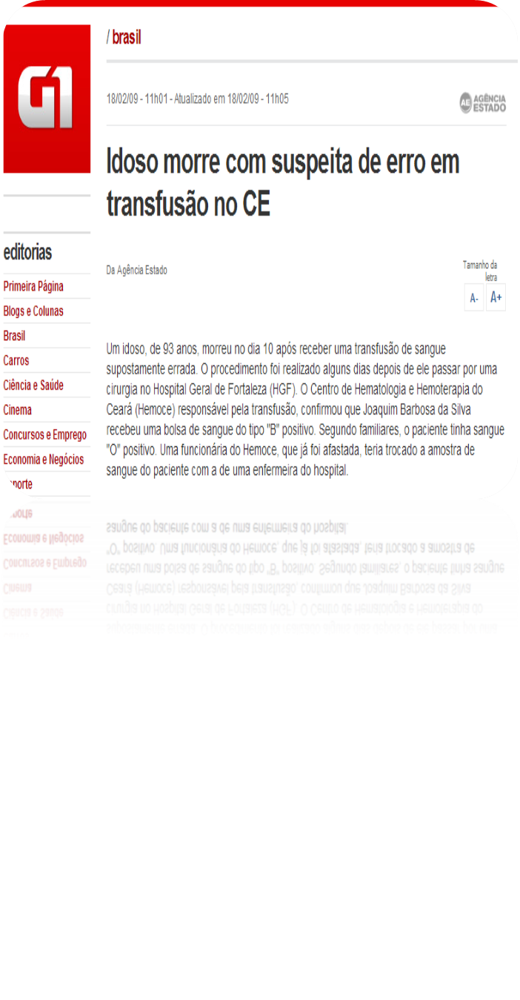 G1
/ brasil
18/02/09 - 11h01 - Atualizado em 18/02/09 - 11h05
AE AGÊNCIA
ESTADO
Idoso morre com suspeita de erro em
transfusão no CE
editorias
Primeira Página
Blogs e Colunas
Brasil
Carros
Ciência e Saúde
Cinema
Concursos e Emprego
Economia e Negócios
Da Agência Estado
Tamanho da
letra
A- A+
Um idoso, de 93 anos, morreu no dia 10 após receber uma transfusão de sangue
supostamente errada. O procedimento foi realizado alguns dias depois de ele passar por uma
cirurgia no Hospital Geral de Fortaleza (HGF). O Centro de Hematologia e Hemoterapia do
Ceará (Hemoce) responsável pela transfusão, confirmou que Joaquim Barbosa da Silva
recebeu uma bolsa de sangue do tipo "B" positivo. Segundo familiares, o paciente tinha sangue
"O" positivo. Uma funcionária do Hemoce, que já foi afastada, teria trocado a amostra de
sangue do paciente com a de uma enfermeira do hospital.